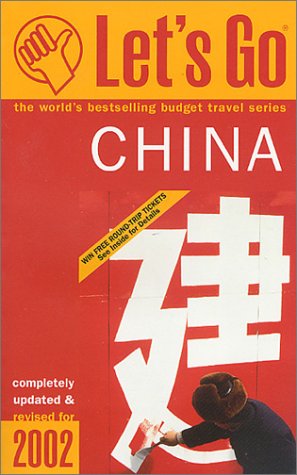 Let's Go®
the world's bestselling budget travel series
CHINA
WIN FREE ROUND-TRIP TICKETS
See Inside for Details
建
completely
updated &
revised for
2002